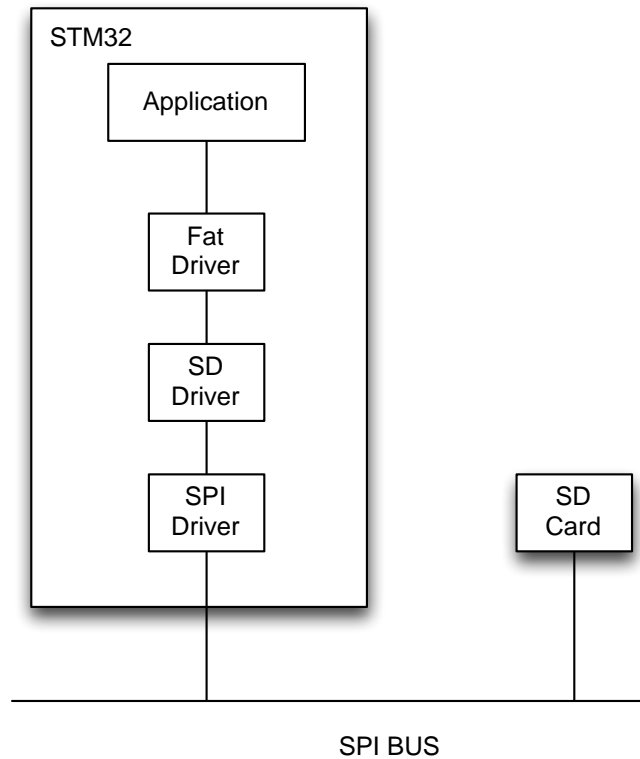 STM32
Application
Fat
Driver
SD
Driver
SPI
Driver
SD
Card
SPI BUS